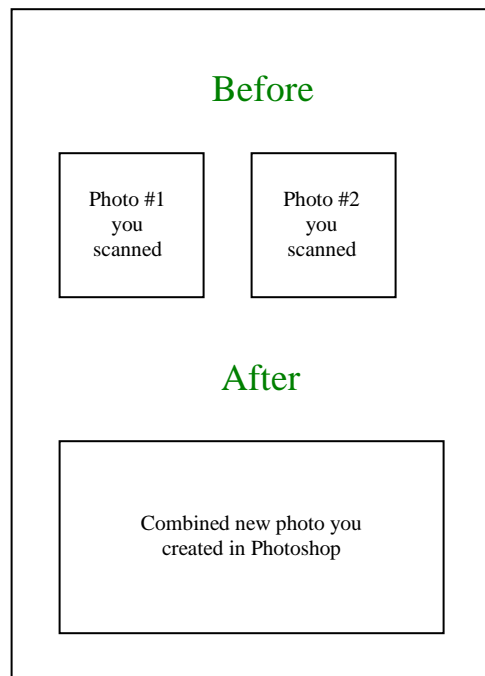 Before
Photo #1
you
scanned
Photo #2
you
scanned
After
Combined new photo you
created in Photoshop